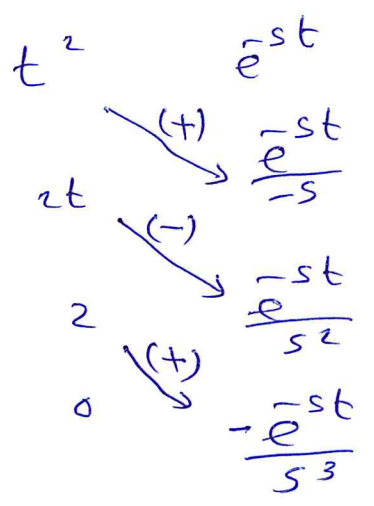 t² e^{-st}
(+)
2t e^{-st}/-s
(-)
2 e^{-st}/s²
(+)
0 -e^{-st}/s³